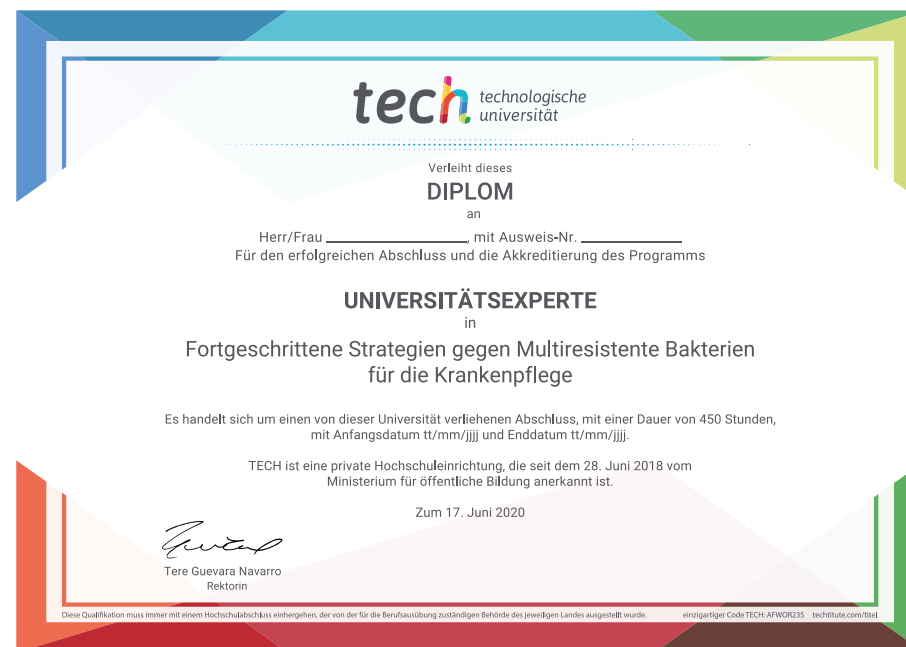 tech technologische
universität
Verleiht dieses
DIPLOM
an
Herr/Frau ____________________, mit Ausweis-Nr. ______________
Für den erfolgreichen Abschluss und die Akkreditierung des Programms
UNIVERSITÄTSEXPERTE
in
Fortgeschrittene Strategien gegen Multiresistente Bakterien
für die Krankenpflege
Es handelt sich um einen von dieser Universität verliehenen Abschluss, mit einer Dauer von 450 Stunden,
mit Anfangsdatum tt/mm/jjjj und Enddatum tt/mm/jjjj.
TECH ist eine private Hochschuleinrichtung, die seit dem 28. Juni 2018 vom
Ministerium für öffentliche Bildung anerkannt ist.
Zum 17. Juni 2020
Tere Guevara Navarro
Rektorin
Diese Qualifikation muss immer mit einem Hochschulabschluss einhergehen, der von der für die Berufsausübung zuständigen Behörde des jeweiligen Landes ausgestellt wurde. einzigartiger Code TECH: AFWOR23S techtitute.com/titel